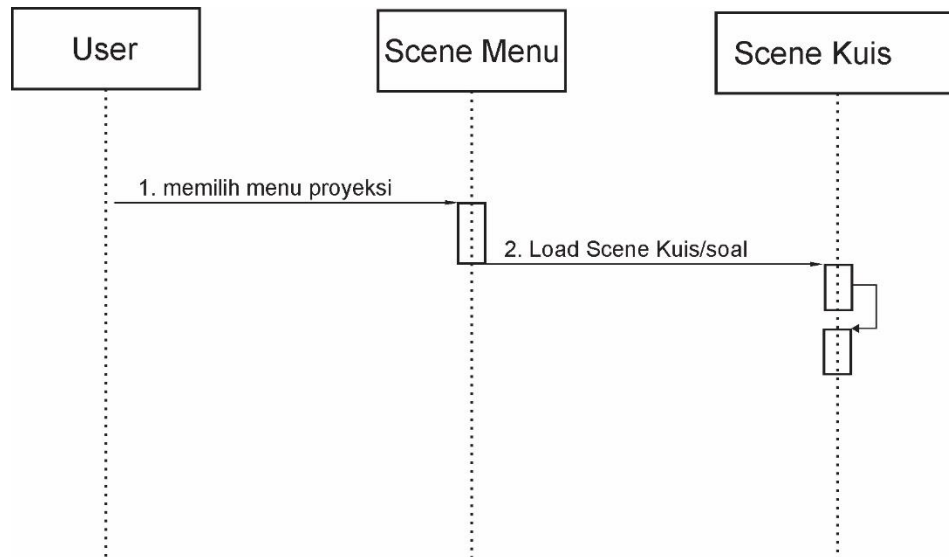 User
Scene Menu
Scene Kuis
1. memilih menu proyeksi
2. Load Scene Kuis/soal